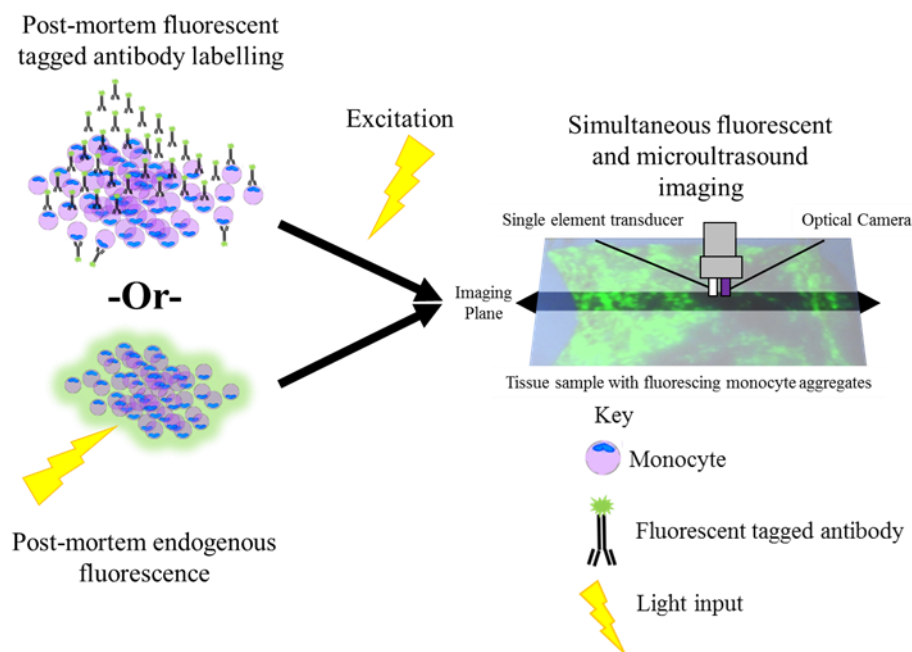 Post-mortem fluorescent
tagged antibody labelling
Excitation
-Or-
Post-mortem endogenous
fluorescence
Simultaneous fluorescent
and microultrasound
imaging
Single element transducer
Optical Camera
Imaging
Plane
Tissue sample with fluorescing monocyte aggregates
Key
Monocyte
Fluorescent tagged antibody
Light input